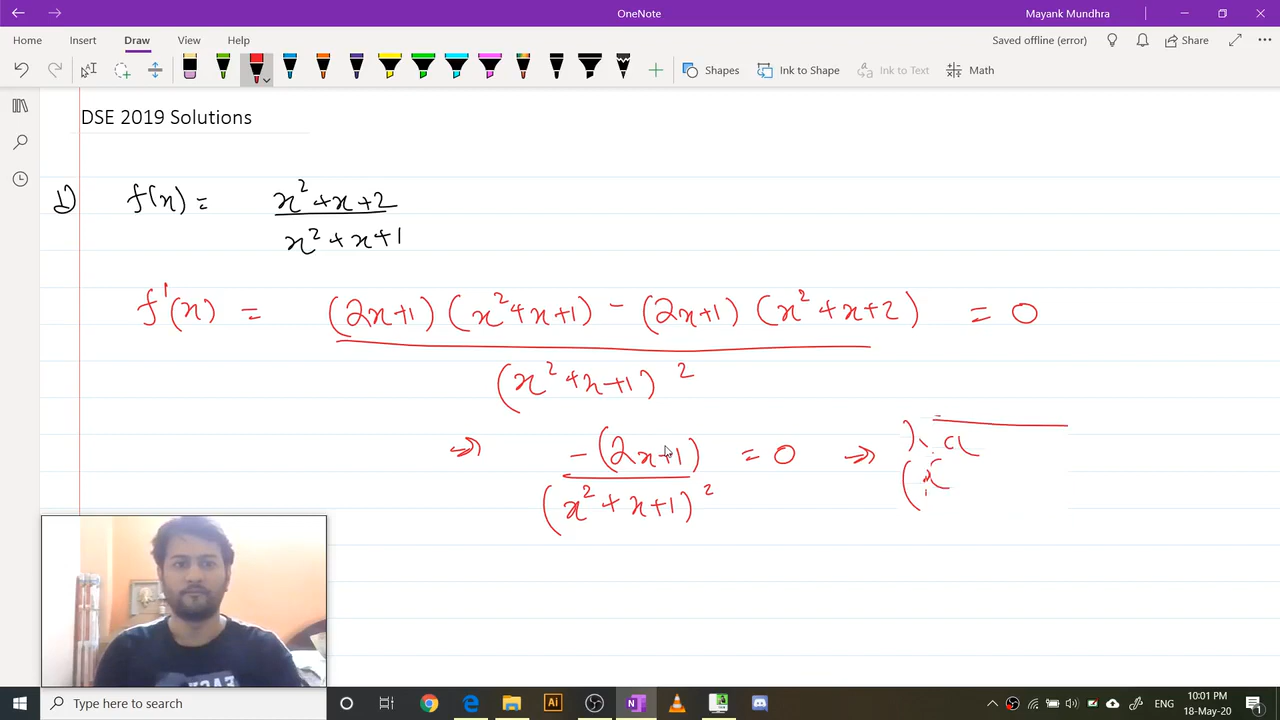 OneNote
Mayank Mundhra
Home Insert Draw View Help
Saved offline (error)
Share
Shapes
Ink to Shape
Ink to Text
Math
DSE 2019 Solutions
1) f(x) = x² + x + 2
x² + x + 1
f'(x) = (2x+1) (x²+x+1) - (2x+1) (x²+x+2) = 0
(x²+x+1)²
⇒ -(2x+1) = 0 ⇒
(x²+x+1)²
Type here to search
Ai
ENG
10:01 PM
18-May-20
1